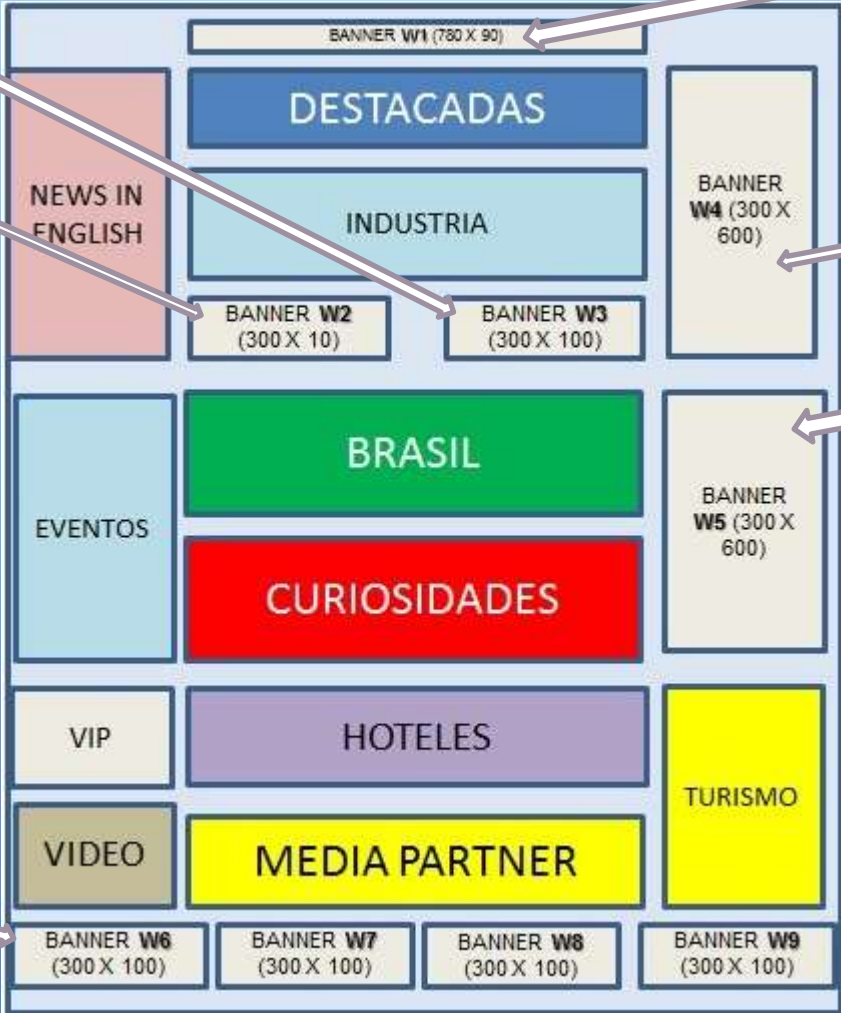 BANNER W1 (780 X 90)
DESTACADAS
NEWS IN
ENGLISH
INDUSTRIA
BANNER
W4 (300 X
600)
BANNER W2
(300 X 10)
BANNER W3
(300 X 100)
BRASIL
EVENTOS
BANNER
W5 (300 X
600)
CURIOSIDADES
VIP
HOTELES
TURISMO
VIDEO
MEDIA PARTNER
BANNER W6
(300 X 100)
BANNER W7
(300 X 100)
BANNER W8
(300 X 100)
BANNER W9
(300 X 100)